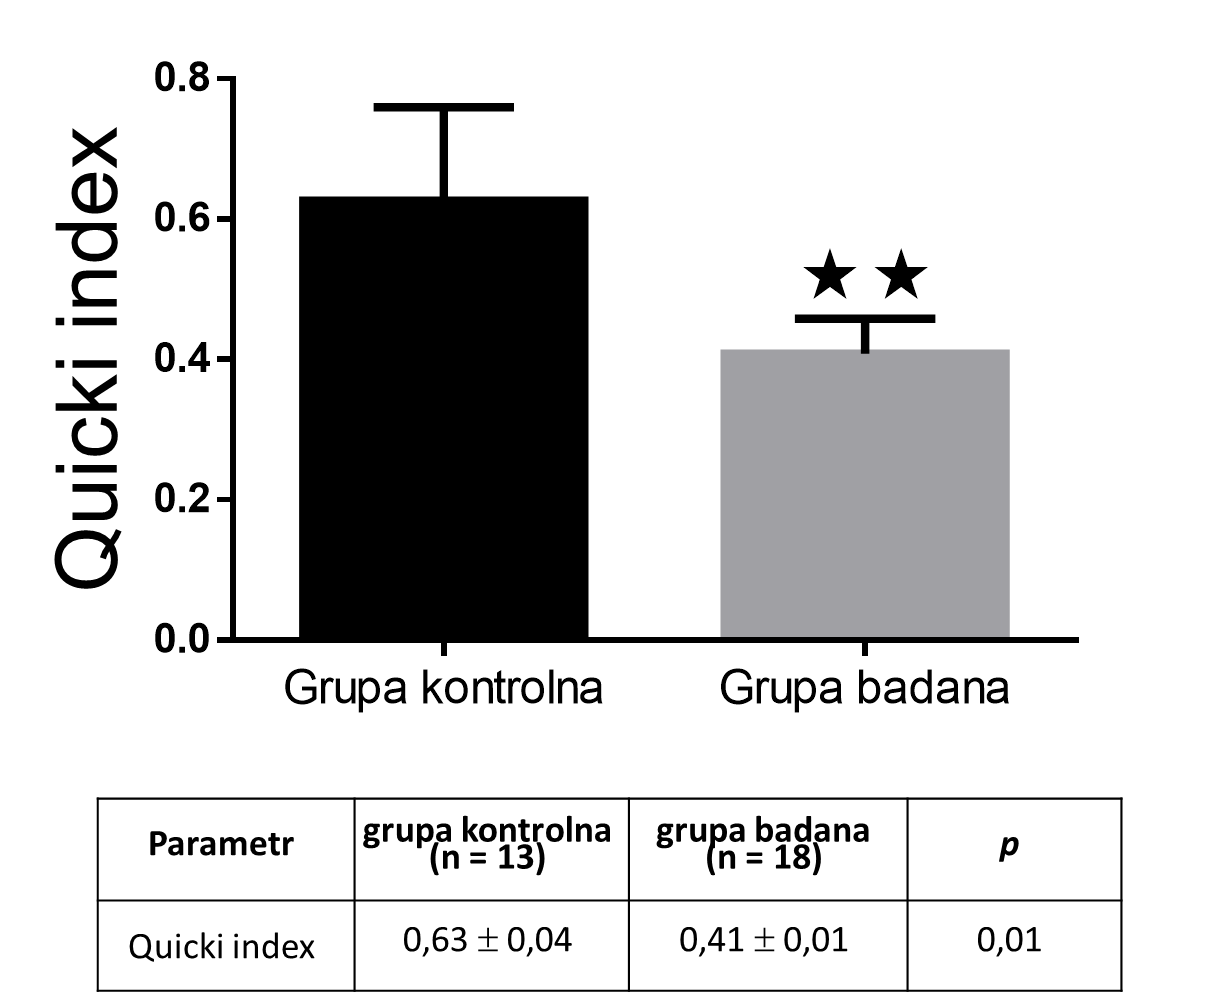 Quicki index
0.8
0.6
0.4
0.2
0.0
★ ★
Grupa kontrolna
Grupa badana
Parametr
grupa kontrolna
(n = 13)
grupa badana
(n = 18)
p
Quicki index
0,63 ± 0,04
0,41 ± 0,01
0,01